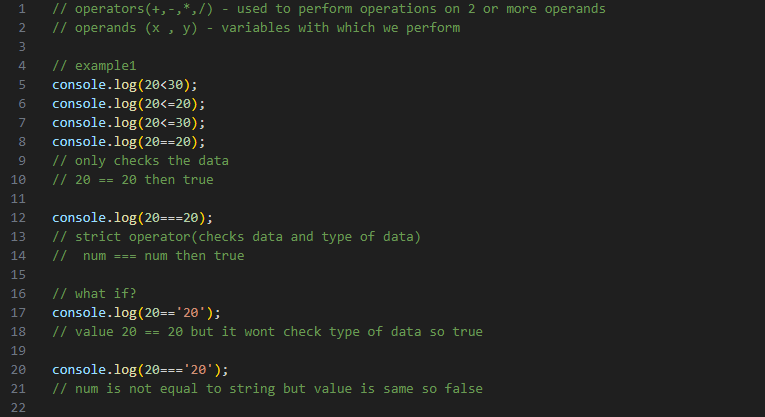 1 // operators(+,-,*,/) - used to perform operations on 2 or more operands
2 // operands (x , y) - variables with which we perform
3
4 // example1
5 console.log(20<30);
6 console.log(20<=20);
7 console.log(20<=30);
8 console.log(20==20);
9 // only checks the data
10 // 20 == 20 then true
11
12 console.log(20===20);
13 // strict operator(checks data and type of data)
14 //  num === num then true
15
16 // what if?
17 console.log(20=='20');
18 // value 20 == 20 but it wont check type of data so true
19
20 console.log(20==='20');
21 // num is not equal to string but value is same so false
22